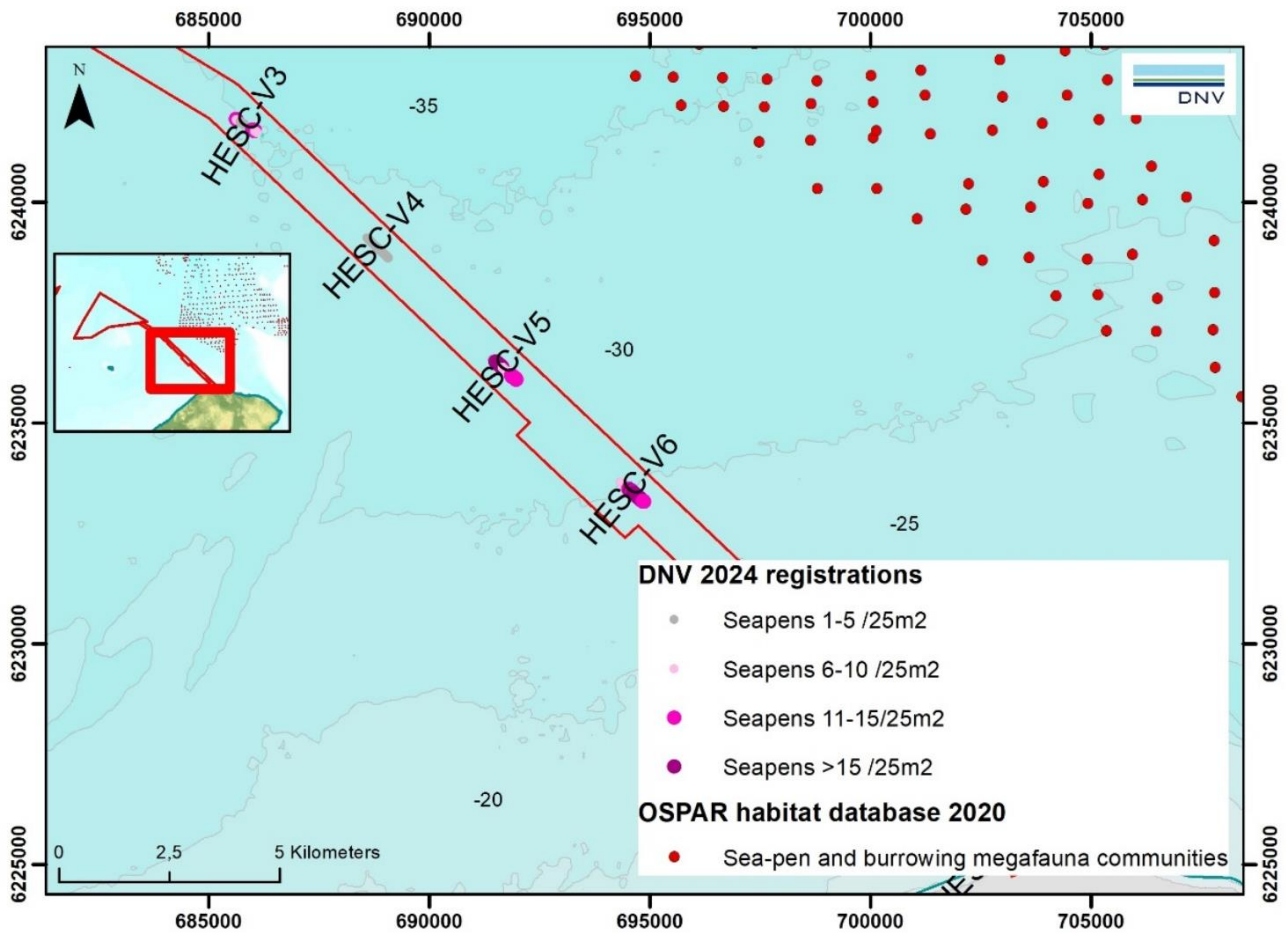 685000 690000 695000 700000 705000
N
DNV
HESC-V3
-35
6240000
6240000
HESC-V4
HESC-V5
-30
6235000
6235000
HESC-V6
-25
DNV 2024 registrations
Seapens 1-5 /25m2
6230000
6230000
Seapens 6-10 /25m2
Seapens 11-15/25m2
Seapens >15 /25m2
-20
OSPAR habitat database 2020
0 2,5 5 Kilometers
Sea-pen and burrowing megafauna communities
6225000
6225000
685000 690000 695000 700000 705000